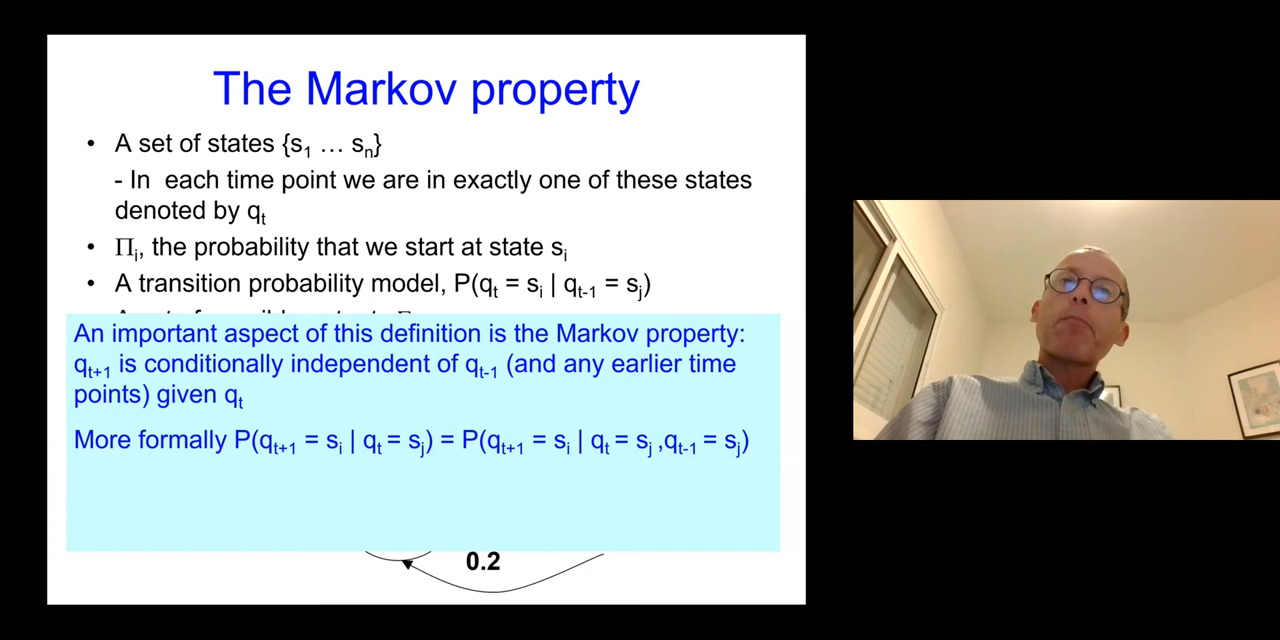 The Markov property
• A set of states {s1 … sn}
- In each time point we are in exactly one of these states
denoted by qt
• Πi, the probability that we start at state si
• A transition probability model, P(qt = si | qt-1 = sj)
An important aspect of this definition is the Markov property:
qt+1 is conditionally independent of qt-1 (and any earlier time
points) given qt
More formally P(qt+1 = si | qt = sj) = P(qt+1 = si | qt = sj ,qt-1 = sj)
0.2